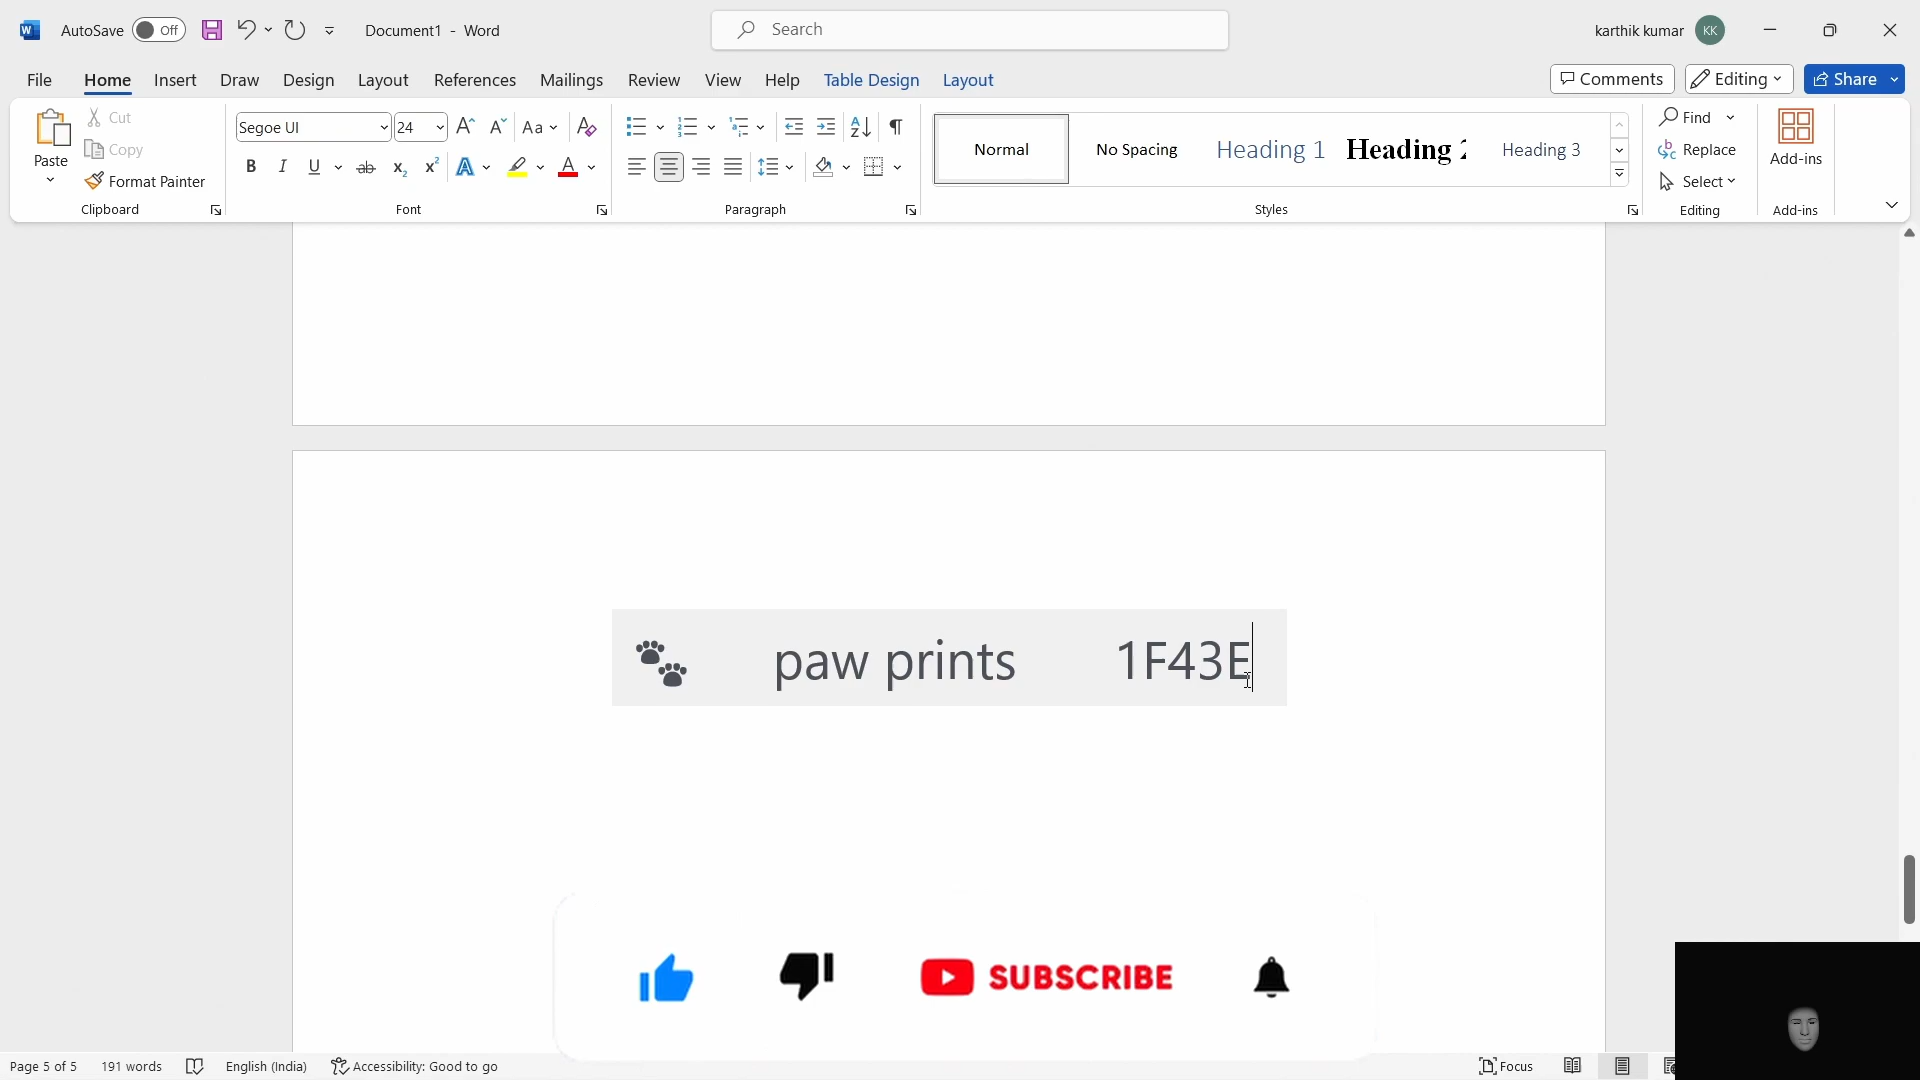 AutoSave Off Document1 - Word Search karthik kumar KK
File Home Insert Draw Design Layout References Mailings Review View Help Table Design Layout Comments Editing Share
Paste Cut Copy Format Painter
Segoe UI 24 Aa
Normal No Spacing Heading 1 Heading 2 Heading 3
Find Replace Select Add-ins
Clipboard Font Paragraph Styles Editing Add-ins
paw prints 1F43E
SUBSCRIBE
Page 5 of 5 191 words English (India) Accessibility: Good to go Focus